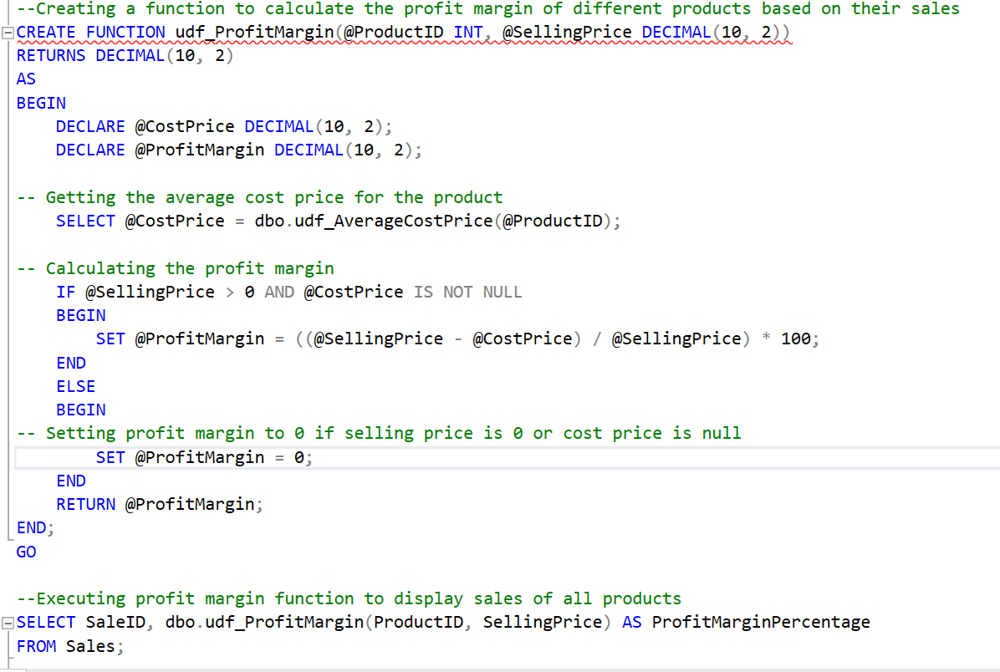 --Creating a function to calculate the profit margin of different products based on their sales
CREATE FUNCTION udf_ProfitMargin(@ProductID INT, @SellingPrice DECIMAL(10, 2))
RETURNS DECIMAL(10, 2)
AS
BEGIN
    DECLARE @CostPrice DECIMAL(10, 2);
    DECLARE @ProfitMargin DECIMAL(10, 2);

-- Getting the average cost price for the product
    SELECT @CostPrice = dbo.udf_AverageCostPrice(@ProductID);

-- Calculating the profit margin
    IF @SellingPrice > 0 AND @CostPrice IS NOT NULL
    BEGIN
        SET @ProfitMargin = ((@SellingPrice - @CostPrice) / @SellingPrice) * 100;
    END
    ELSE
    BEGIN
-- Setting profit margin to 0 if selling price is 0 or cost price is null
        SET @ProfitMargin = 0;
    END
    RETURN @ProfitMargin;
END;
GO

--Executing profit margin function to display sales of all products
SELECT SaleID, dbo.udf_ProfitMargin(ProductID, SellingPrice) AS ProfitMarginPercentage
FROM Sales;